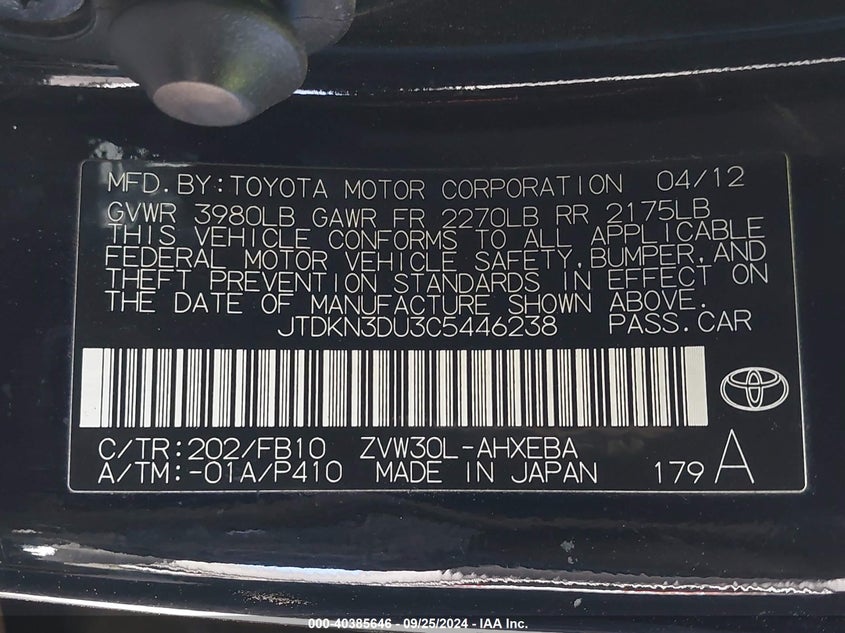 MFD.BY:TOYOTA MOTOR CORPORATION 04/12
GVWR 3980LB GAWR FR 2270LB RR 2175LB
THIS VEHICLE CONFORMS TO ALL APPLICABLE
FEDERAL MOTOR VEHICLE SAFETY,BUMPER,AND
THEFT PREVENTION STANDARDS IN EFFECT ON
THE DATE OF MANUFACTURE SHOWN ABOVE.
JTDKN3DU3C5446238 PASS.CAR
C/TR:202/FB10 ZVW30L-AHXEBA
A/TM:-01A/P410 MADE IN JAPAN 179 A
000-40385646 - 09/25/2024 - IAA Inc.